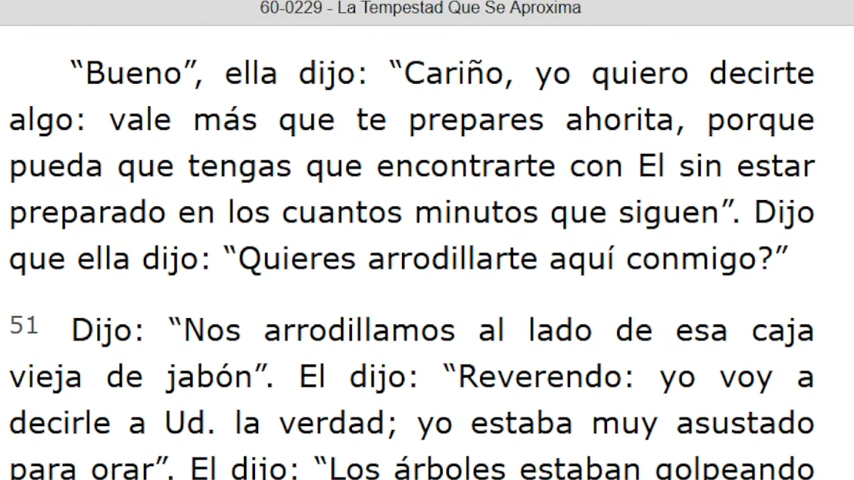 60-0229 - La Tempestad Que Se Aproxima
“Bueno”, ella dijo: “Cariño, yo quiero decirte
algo: vale más que te prepares ahorita, porque
pueda que tengas que encontrarte con El sin estar
preparado en los cuantos minutos que siguen”. Dijo
que ella dijo: “Quieres arrodillarte aquí conmigo?”
51 Dijo: “Nos arrodillamos al lado de esa caja
vieja de jabón”. El dijo: “Reverendo: yo voy a
decirle a Ud. la verdad; yo estaba muy asustado
para orar”. El dijo: “Los árboles estaban golpeando